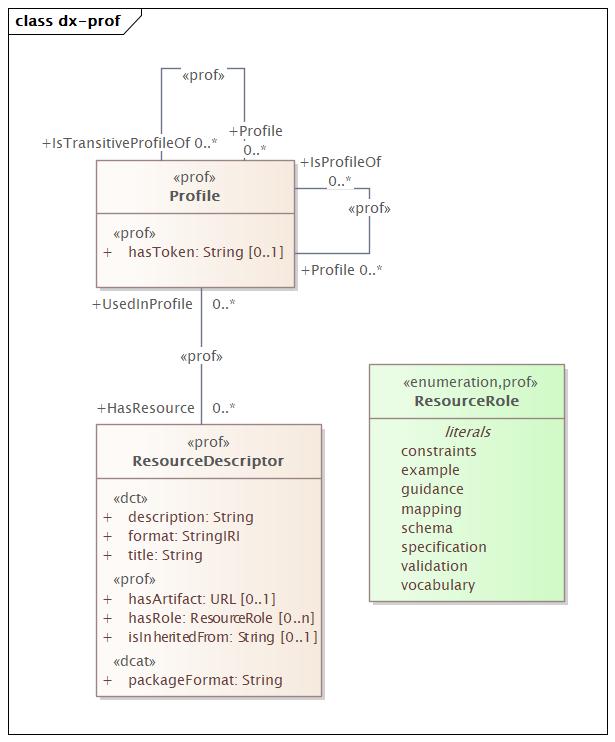 class dx-prof
«prof»
+IsTransitiveProfileOf 0..*
+Profile
0..*
+IsProfileOf
0..*
«prof»
+Profile 0..*
«prof»
Profile
«prof»
+ hasToken: String [0..1]
+UsedInProfile 0..*
«prof»
+HasResource 0..*
«prof»
ResourceDescriptor
«dct»
+ description: String
+ format: StringIRI
+ title: String
«prof»
+ hasArtifact: URL [0..1]
+ hasRole: ResourceRole [0..n]
+ isInheritedFrom: String [0..1]
«dcat»
+ packageFormat: String
«enumeration,prof»
ResourceRole
literals
constraints
example
guidance
mapping
schema
specification
validation
vocabulary